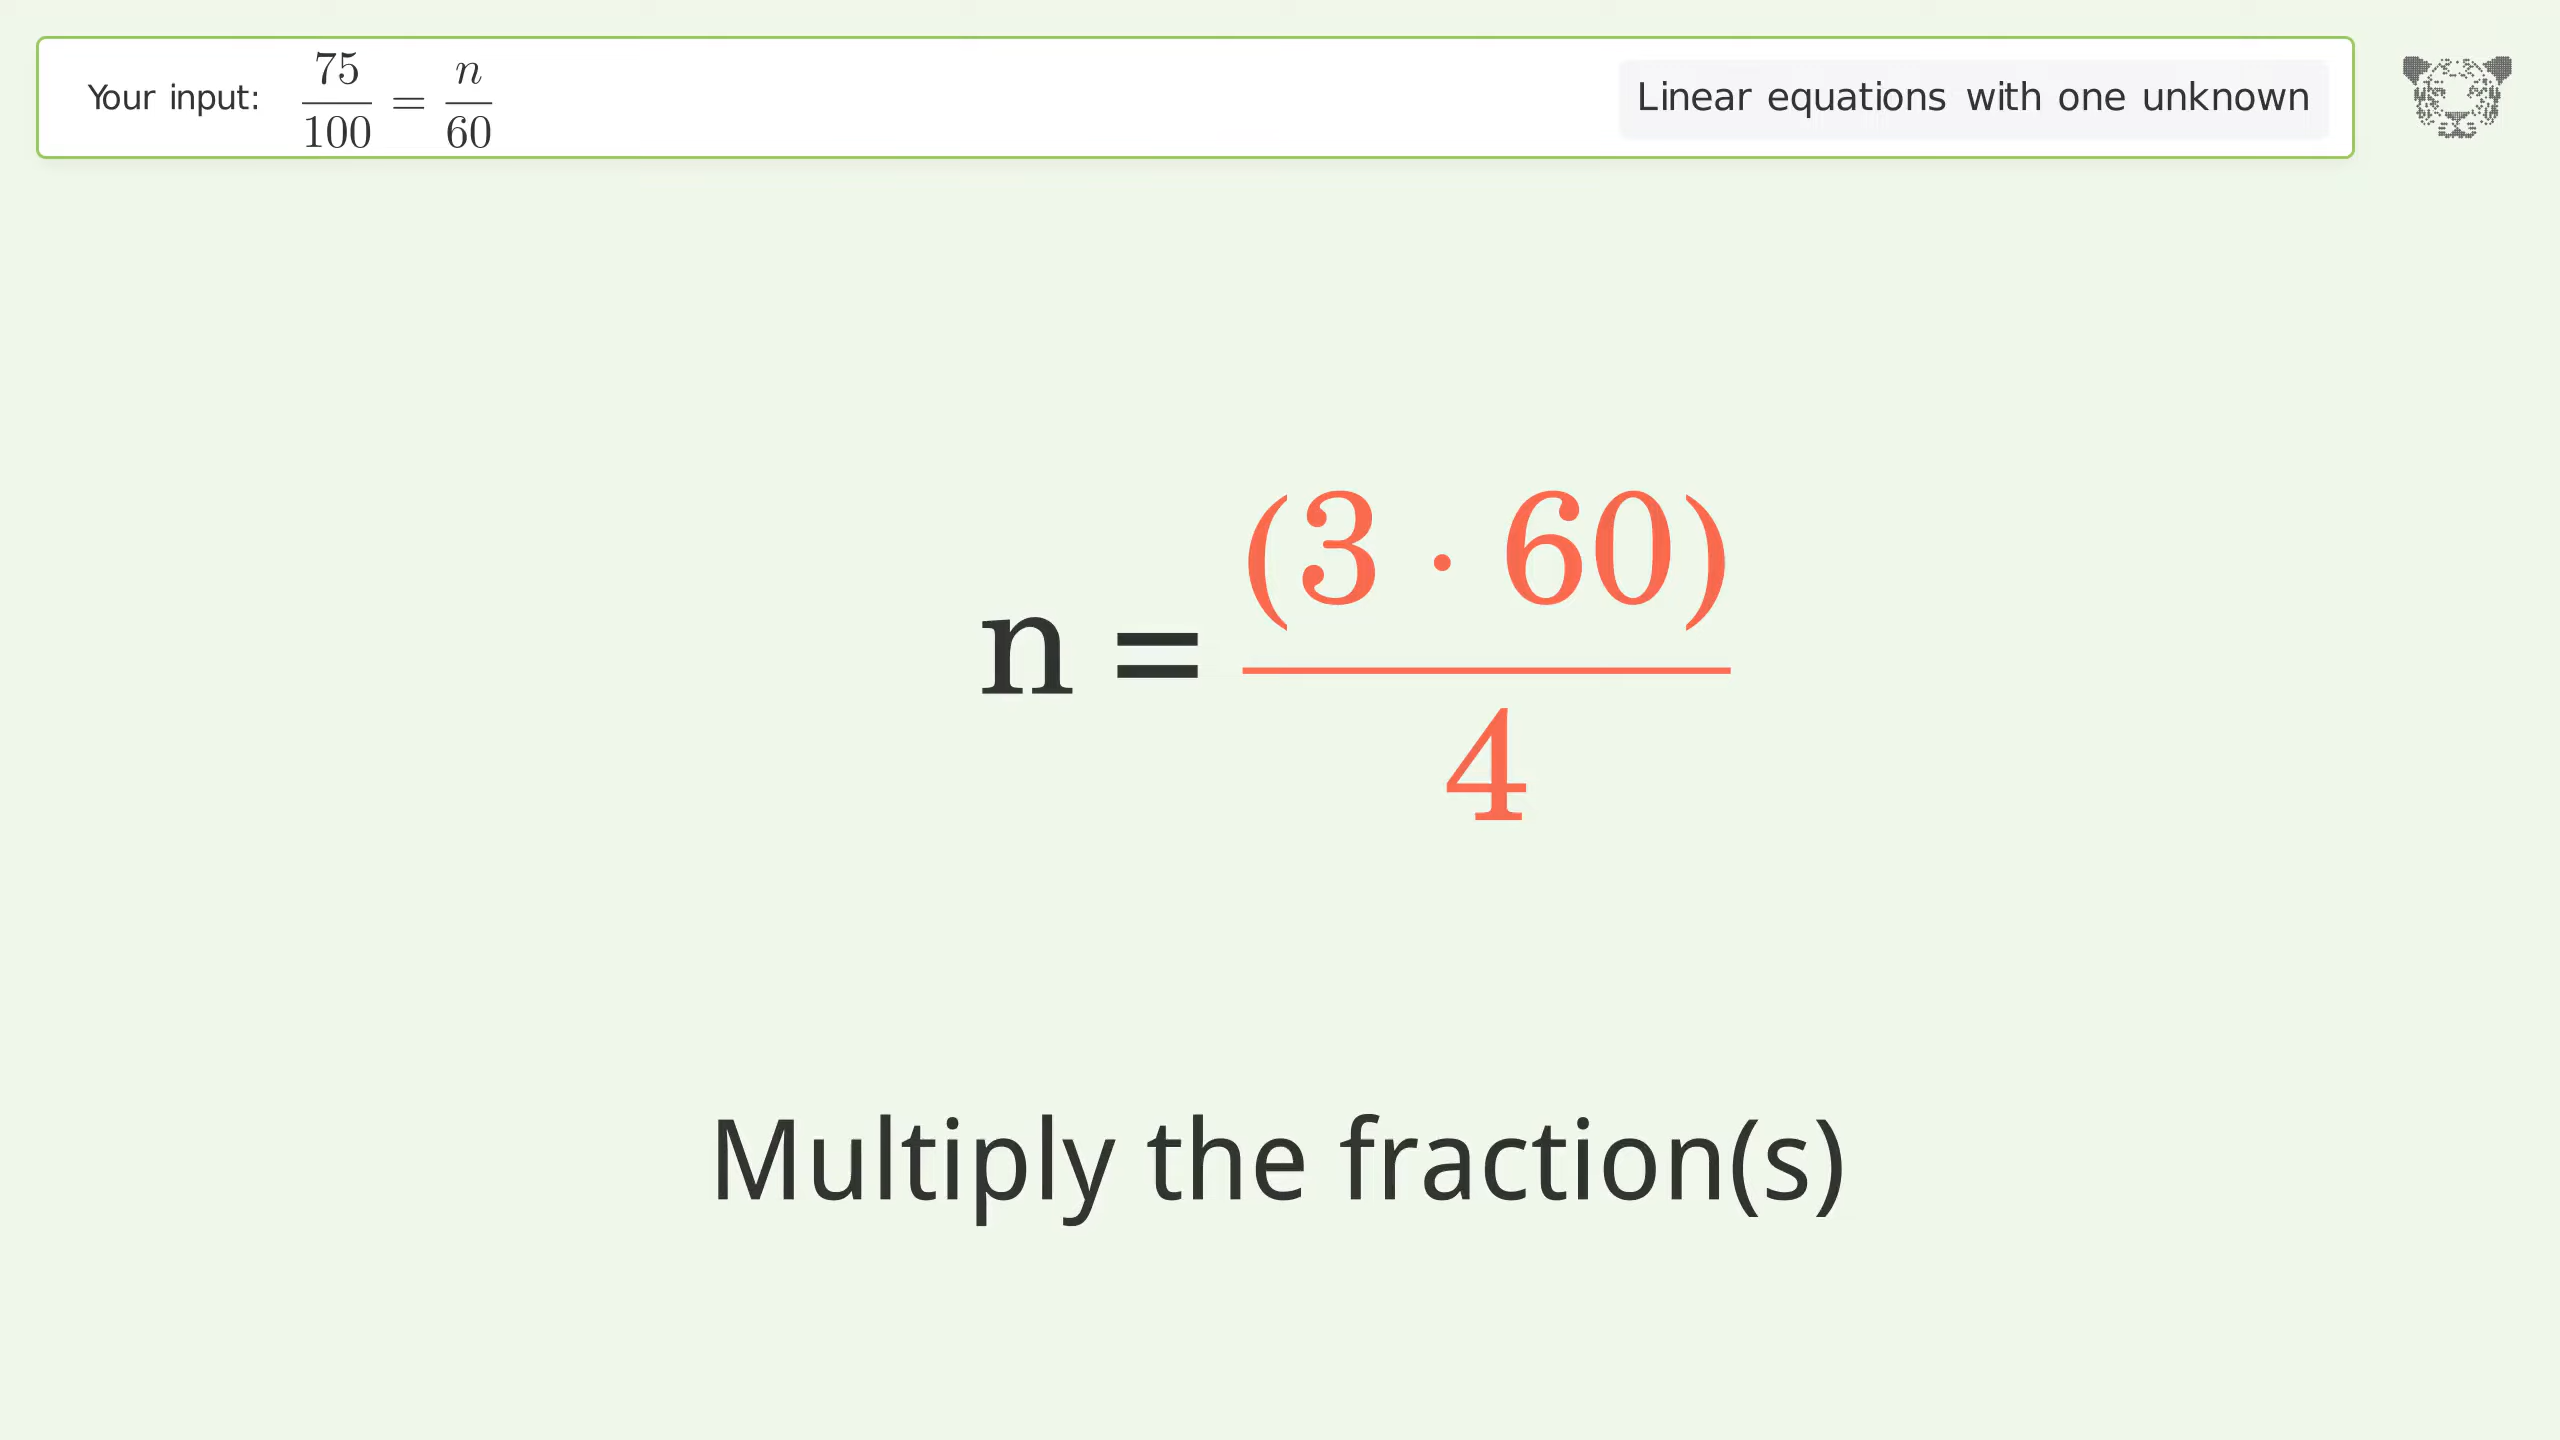 Your input: 75/100 = n/60
Linear equations with one unknown
n = (3 · 60)/4
Multiply the fraction(s)